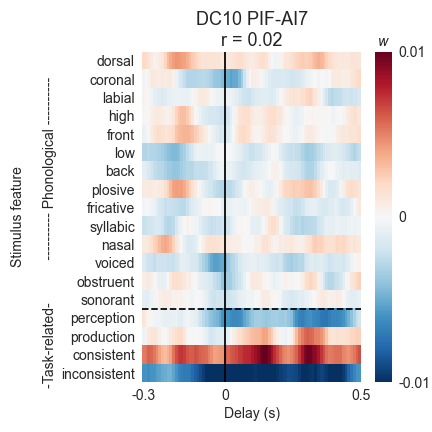 DC10 PIF-AI7
r = 0.02
w
Stimulus feature
---------- Phonological ----------
-Task-related-
dorsal
coronal
labial
high
front
low
back
plosive
fricative
syllabic
nasal
voiced
obstruent
sonorant
perception
production
consistent
inconsistent
0.01
0
-0.01
-0.3 0 0.5
Delay (s)